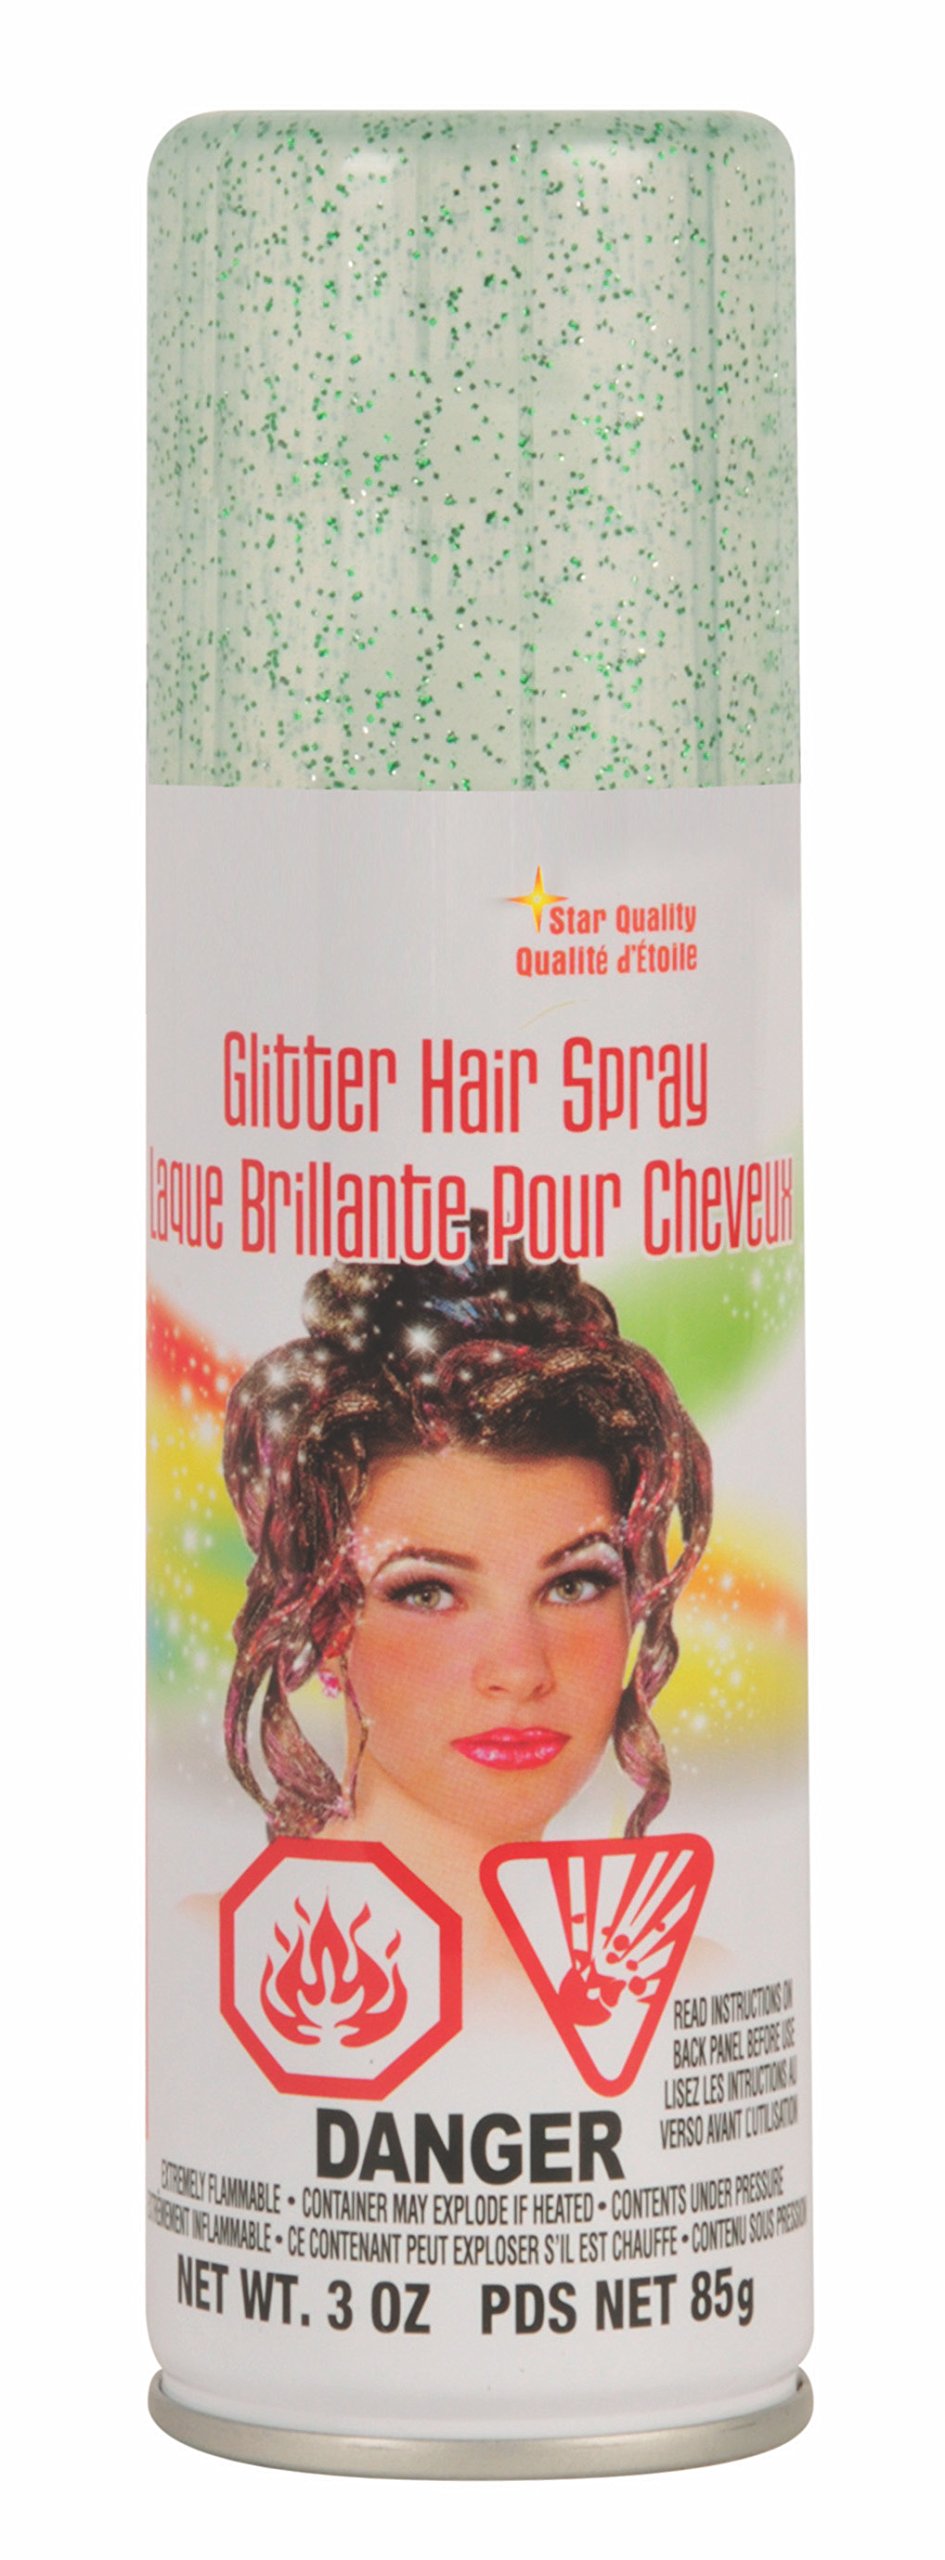 Star Quality
Qualité d'Étoile
Glitter Hair Spray
Laque Brillante Pour Cheveux
READ INSTRUCTIONS ON
BACK PANEL BEFORE USE
LISEZ LES INTRUCTIONS AU
VERSO AVANT L'UTILISATION
DANGER
EXTREMELY FLAMMABLE • CONTAINER MAY EXPLODE IF HEATED • CONTENTS UNDER PRESSURE
EXTRÊMEMENT INFLAMMABLE • CE CONTENANT PEUT EXPLOSER S'IL EST CHAUFFE • CONTENU SOUS PRESSION
NET WT. 3 OZ PDS NET 85g